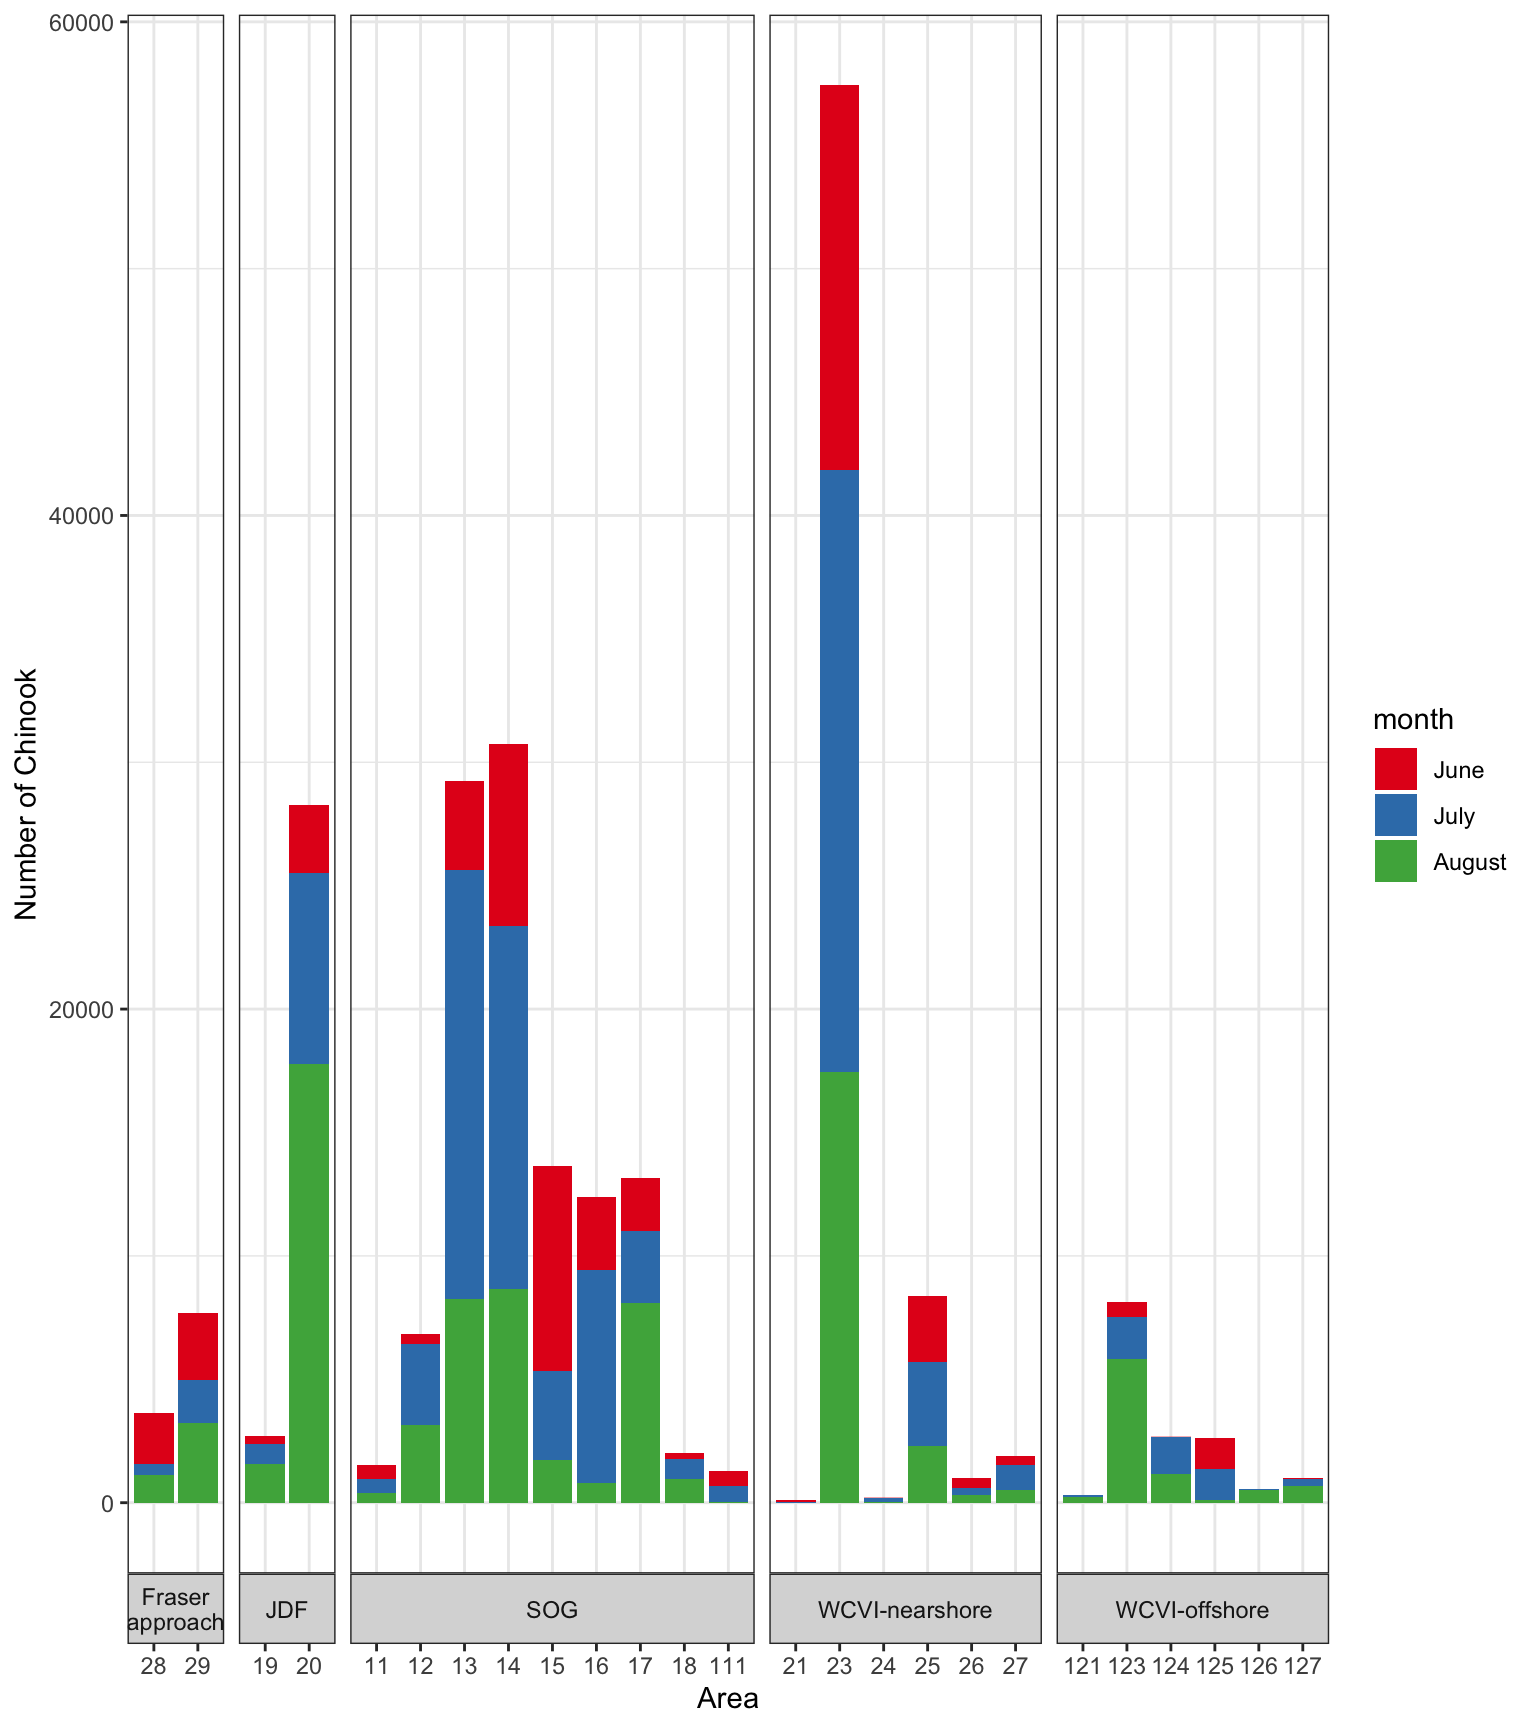 60000
40000
20000
0
Number of Chinook
month
June
July
August
Fraser
approach
JDF
SOG
WCVI-nearshore
WCVI-offshore
28 29 19 20 11 12 13 14 15 16 17 18 111 21 23 24 25 26 27 121 123 124 125 126 127
Area